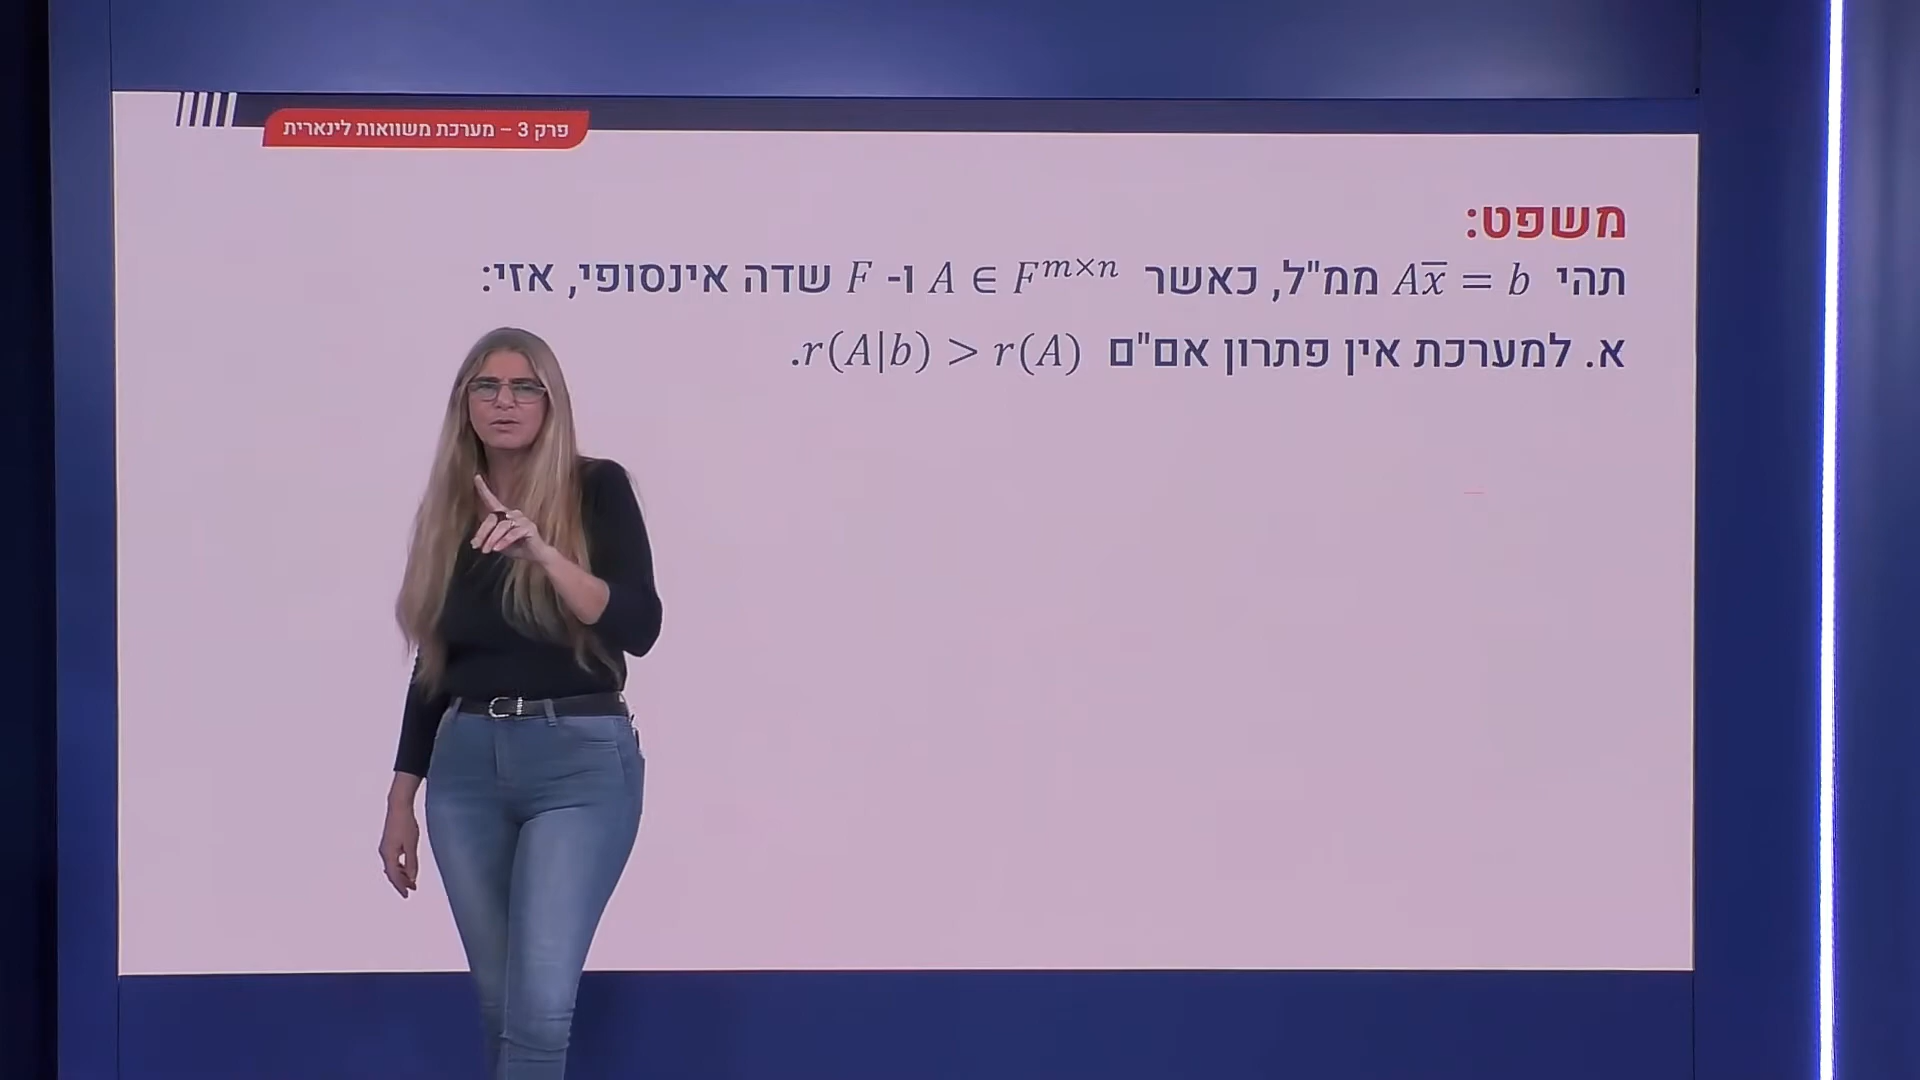 פרק 3 – מערכת משוואות לינארית
משפט:
תהי $A\overline{x} = b$ ממ"ל, כאשר $A \in F^{m \times n}$ ו- $F$ שדה אינסופי, אזי:
א. למערכת אין פתרון אם"ם $r(A|b) > r(A)$.